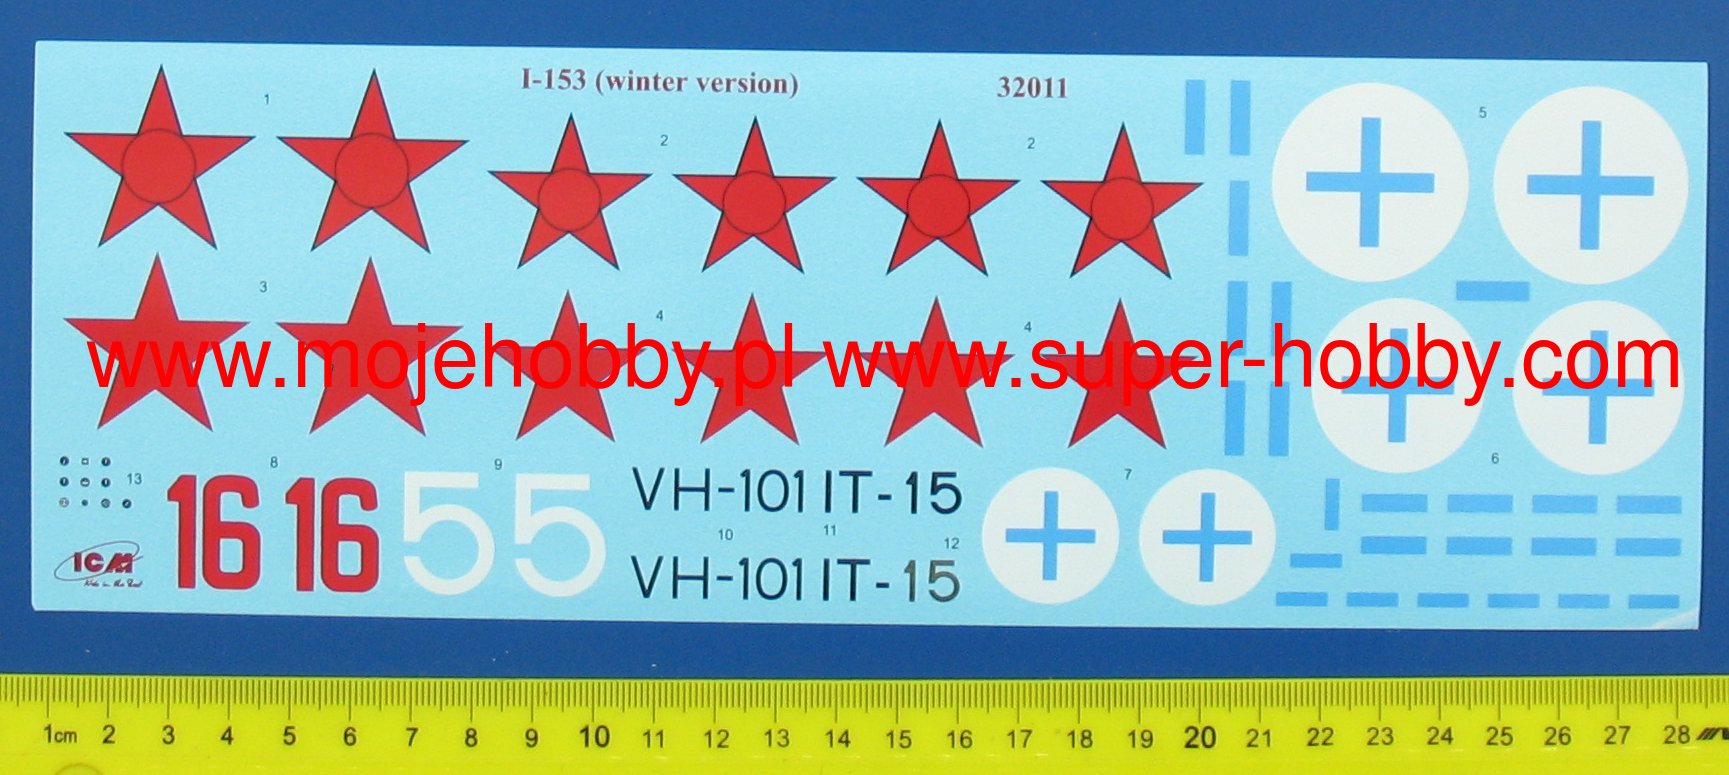 I-153 (winter version) 32011
1
2
2
5
3
4
4
www.mojehobby.pl www.super-hobby.com
6
13
8
9
7
16 16 5 5
VH-101 IT-15
10 11 12
VH-101 IT-15
ICM
1cm 2 3 4 5 6 7 8 9 10 11 12 13 14 15 16 17 18 19 20 21 22 23 24 25 26 27 28